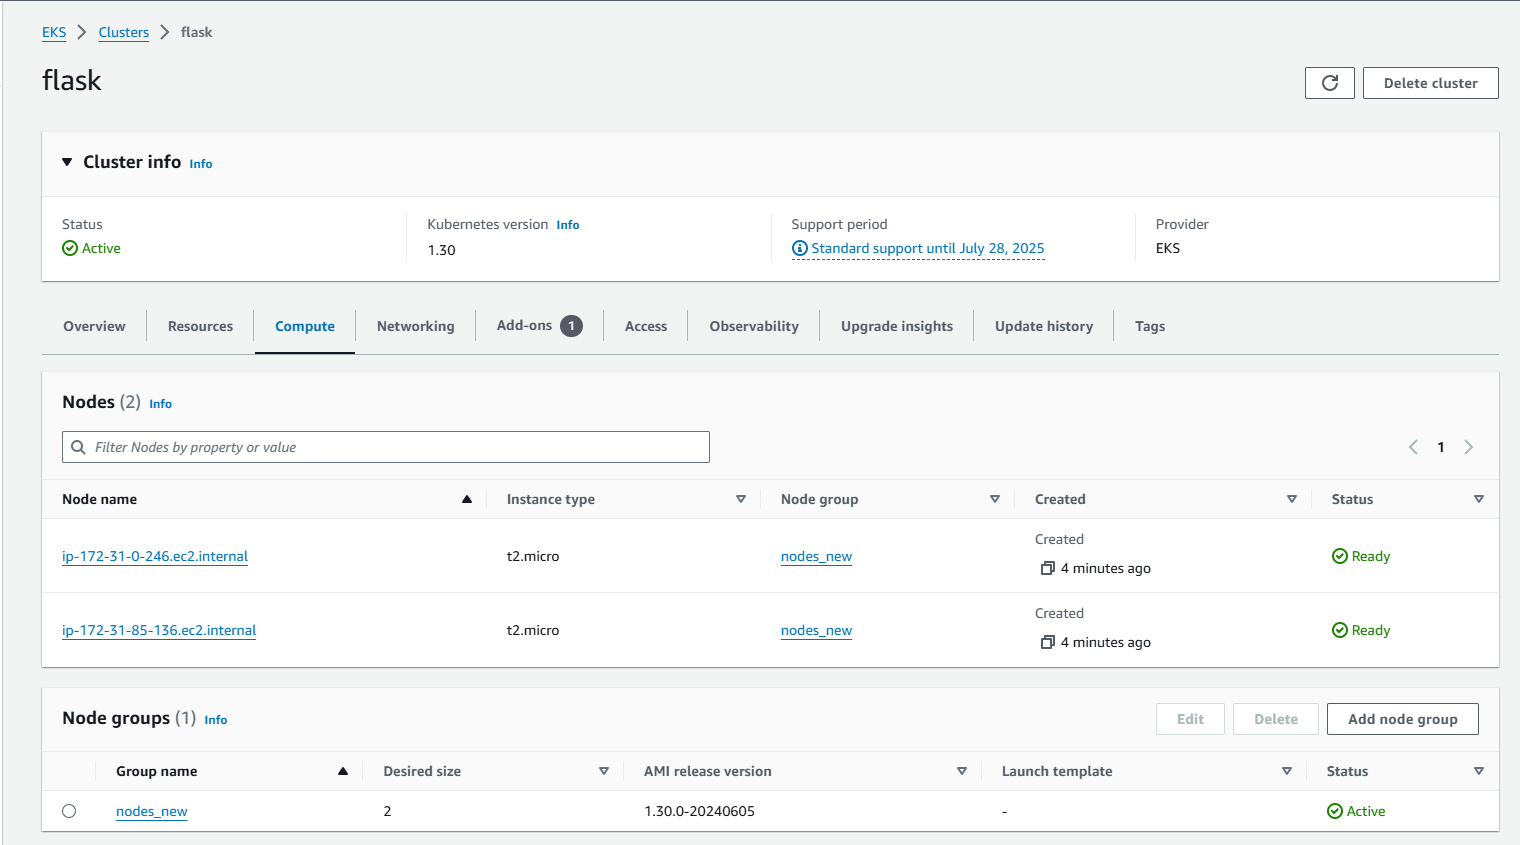 EKS > Clusters > flask
flask
Delete cluster
Cluster info Info
Status
Active
Kubernetes version Info
1.30
Support period
Standard support until July 28, 2025
Provider
EKS
Overview Resources Compute Networking Add-ons 1 Access Observability Upgrade insights Update history Tags
Nodes (2) Info
Filter Nodes by property or value
1
Node name Instance type Node group Created Status
ip-172-31-0-246.ec2.internal t2.micro nodes_new Created
4 minutes ago Ready
ip-172-31-85-136.ec2.internal t2.micro nodes_new Created
4 minutes ago Ready
Node groups (1) Info
Edit Delete Add node group
Group name Desired size AMI release version Launch template Status
nodes_new 2 1.30.0-20240605 - Active